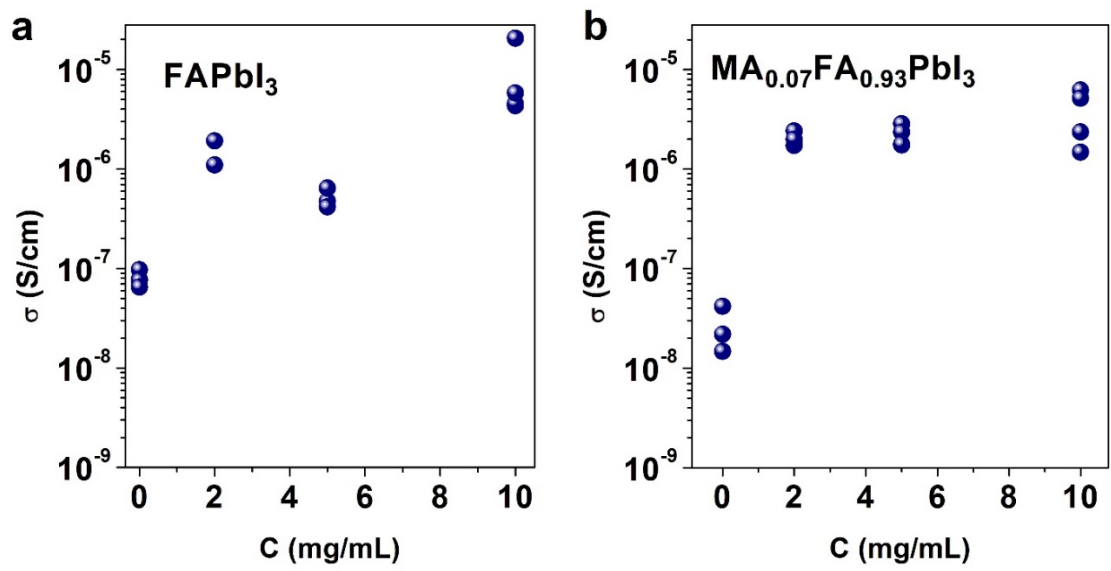 a
FAPbI₃
σ (S/cm)
10⁻⁵
10⁻⁶
10⁻⁷
10⁻⁸
10⁻⁹
0 2 4 6 8 10
C (mg/mL)
b
MA₀.₀₇FA₀.₉₃PbI₃
σ (S/cm)
10⁻⁵
10⁻⁶
10⁻⁷
10⁻⁸
10⁻⁹
0 2 4 6 8 10
C (mg/mL)